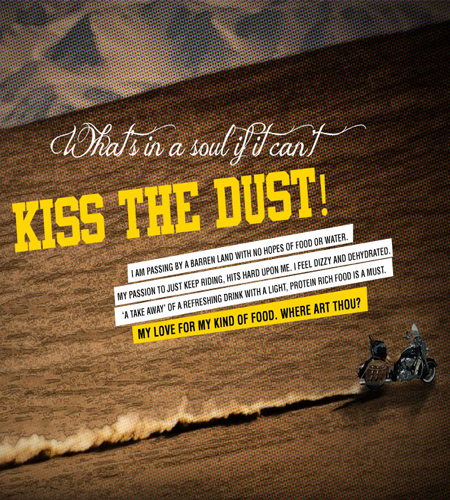 What's in a soul if it can't
KISS THE DUST!
I AM PASSING BY A BARREN LAND WITH NO HOPES OF FOOD OR WATER.
MY PASSION TO JUST KEEP RIDING, HITS HARD UPON ME. I FEEL DIZZY AND DEHYDRATED.
'A TAKE AWAY' OF A REFRESHING DRINK WITH A LIGHT, PROTEIN RICH FOOD IS A MUST.
MY LOVE FOR MY KIND OF FOOD. WHERE ART THOU?